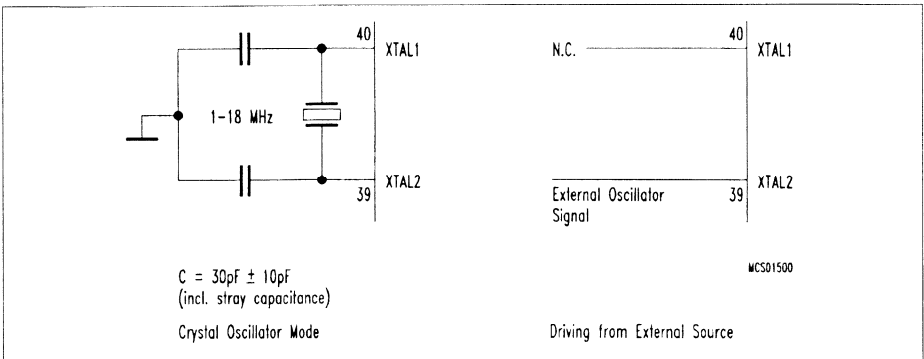 40
XTAL1
1-18 MHz
XTAL2
39
C = 30pF ± 10pF
(incl. stray capacitance)
Crystal Oscillator Mode
40
N.C.
XTAL1
XTAL2
External Oscillator
39
Signal
MCS01500
Driving from External Source